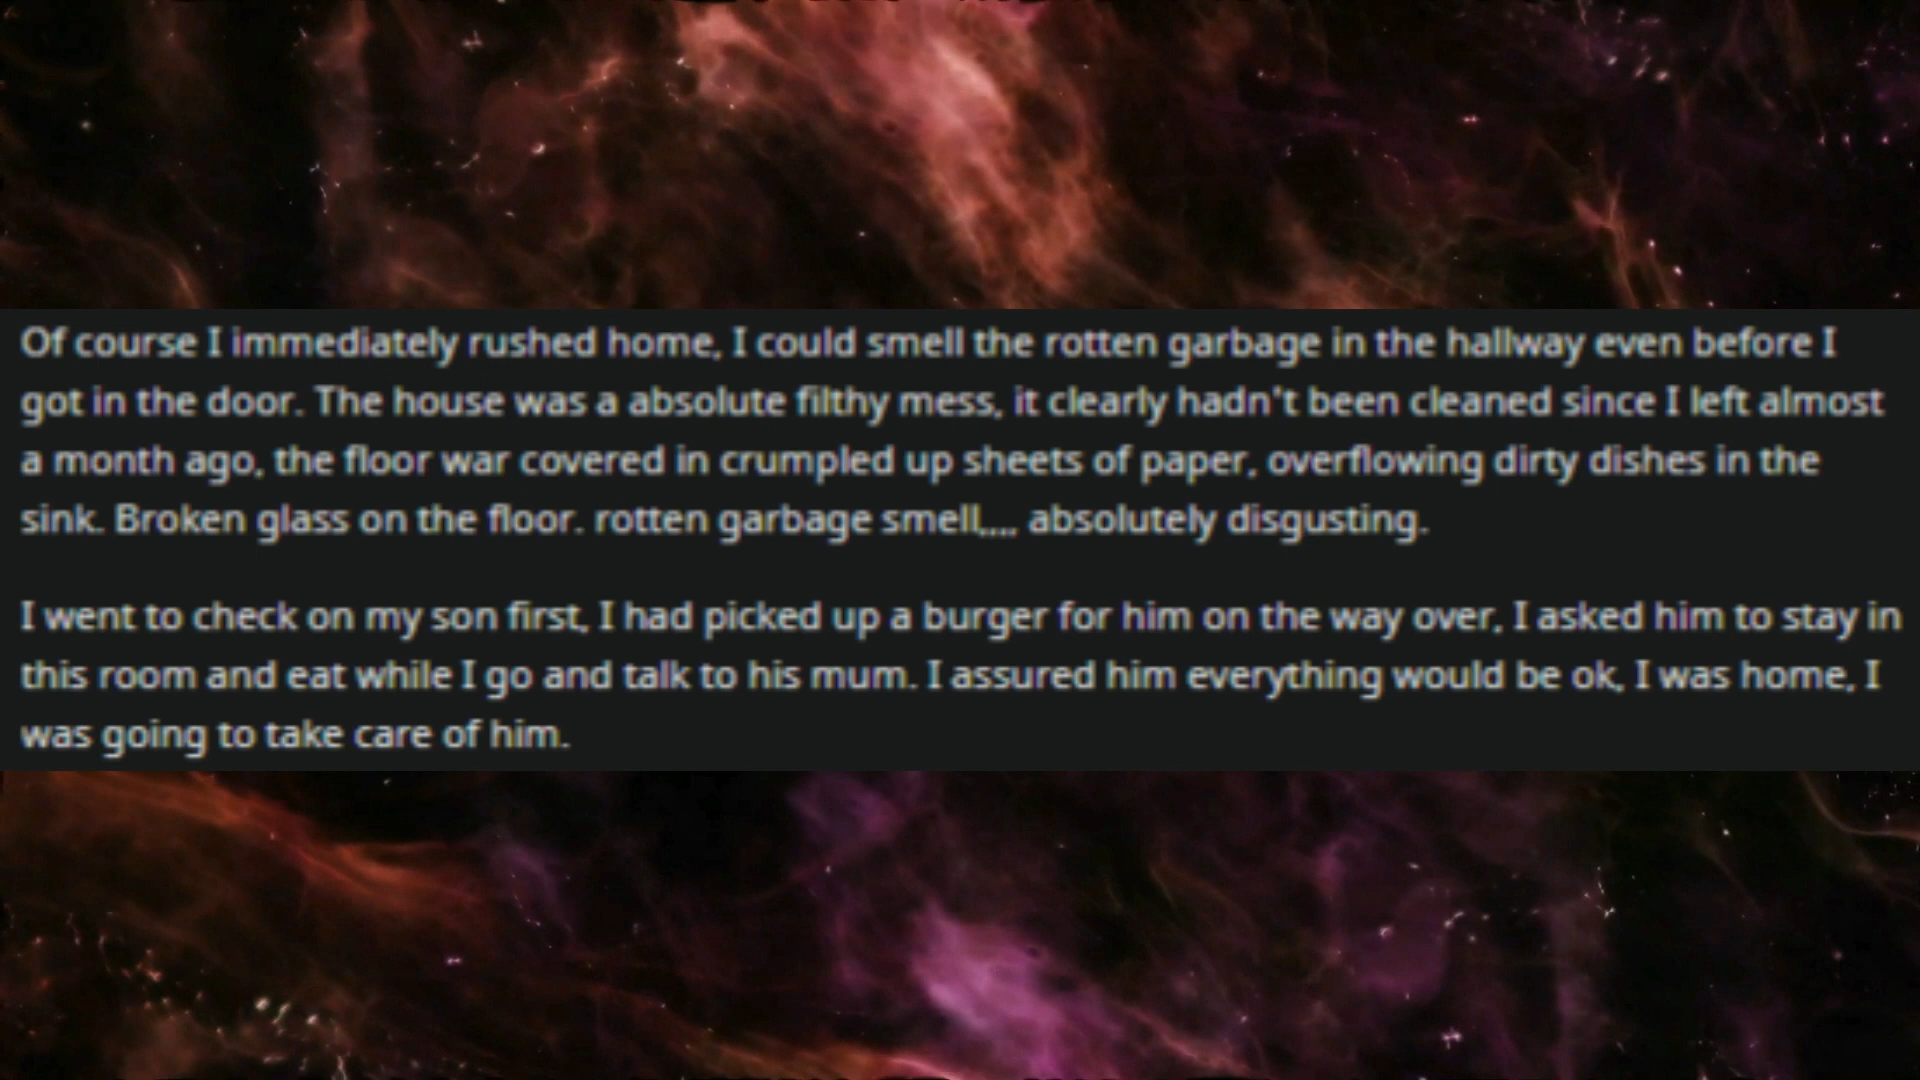 Of course I immediately rushed home, I could smell the rotten garbage in the hallway even before I
got in the door. The house was a absolute filthy mess, it clearly hadn't been cleaned since I left almost
a month ago, the floor war covered in crumpled up sheets of paper, overflowing dirty dishes in the
sink. Broken glass on the floor. rotten garbage smell,... absolutely disgusting.
I went to check on my son first, I had picked up a burger for him on the way over, I asked him to stay in
this room and eat while I go and talk to his mum. I assured him everything would be ok, I was home, I
was going to take care of him.